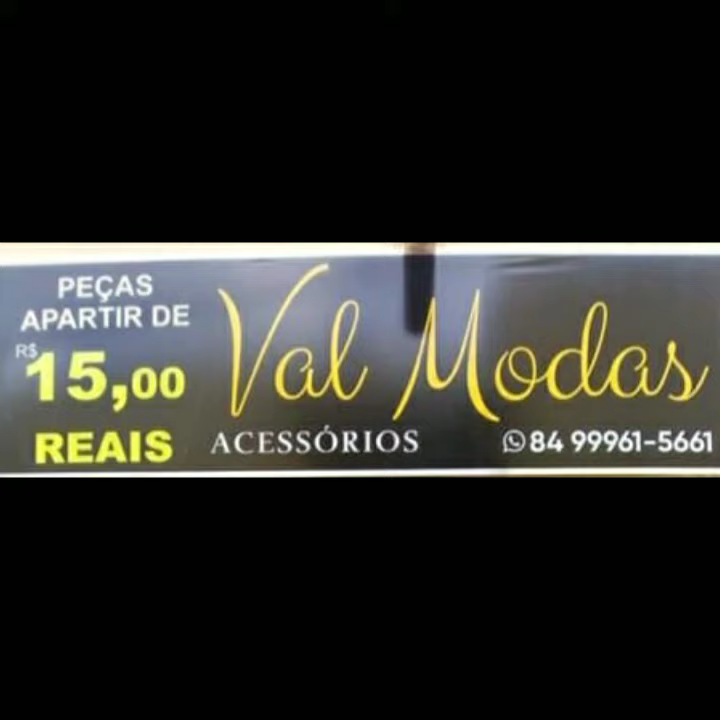 PEÇAS
APARTIR DE
R$
15,00
REAIS
Val Modas
ACESSÓRIOS
84 99961-5661